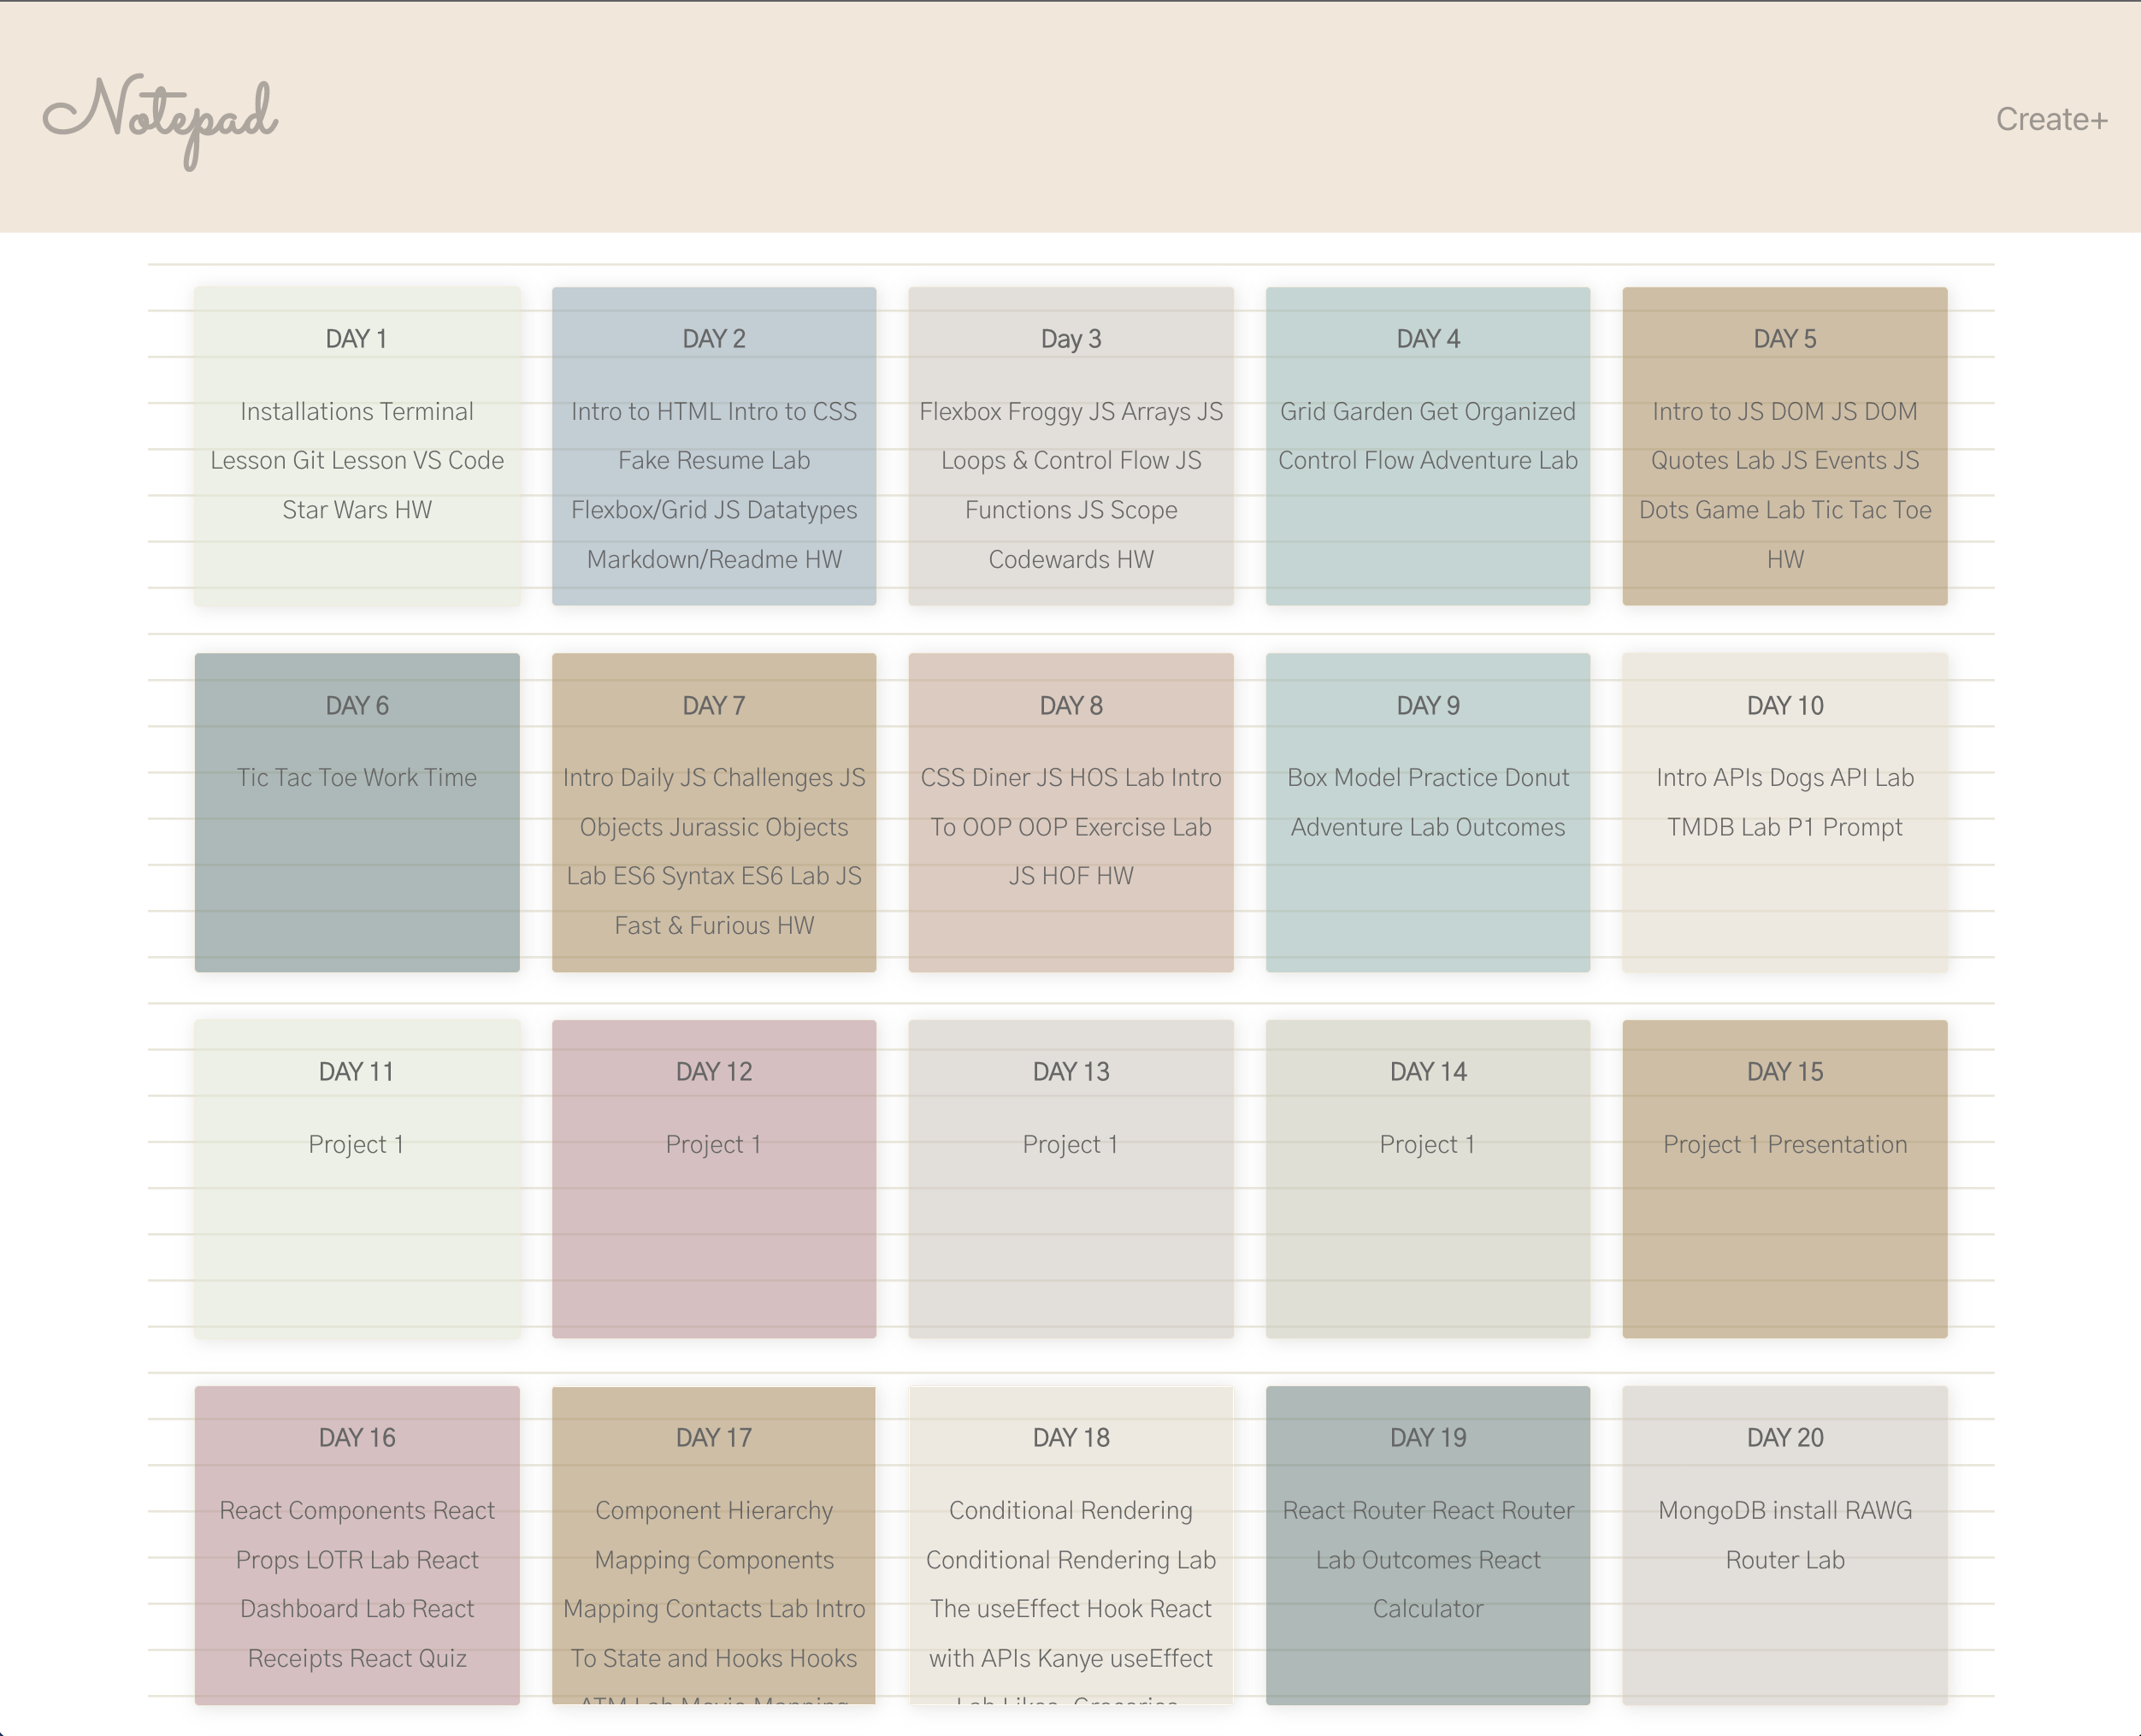 Notepad
Create+
DAY 1
Installations Terminal
Lesson Git Lesson VS Code
Star Wars HW
DAY 2
Intro to HTML Intro to CSS
Fake Resume Lab
Flexbox/Grid JS Datatypes
Markdown/Readme HW
Day 3
Flexbox Froggy JS Arrays JS
Loops & Control Flow JS
Functions JS Scope
Codewards HW
DAY 4
Grid Garden Get Organized
Control Flow Adventure Lab
DAY 5
Intro to JS DOM JS DOM
Quotes Lab JS Events JS
Dots Game Lab Tic Tac Toe
HW
DAY 6
Tic Tac Toe Work Time
DAY 7
Intro Daily JS Challenges JS
Objects Jurassic Objects
Lab ES6 Syntax ES6 Lab JS
Fast & Furious HW
DAY 8
CSS Diner JS HOS Lab Intro
To OOP OOP Exercise Lab
JS HOF HW
DAY 9
Box Model Practice Donut
Adventure Lab Outcomes
DAY 10
Intro APIs Dogs API Lab
TMDB Lab P1 Prompt
DAY 11
Project 1
DAY 12
Project 1
DAY 13
Project 1
DAY 14
Project 1
DAY 15
Project 1 Presentation
DAY 16
React Components React
Props LOTR Lab React
Dashboard Lab React
Receipts React Quiz
DAY 17
Component Hierarchy
Mapping Components
Mapping Contacts Lab Intro
To State and Hooks Hooks
ATM Lab Movie Mapping
DAY 18
Conditional Rendering
Conditional Rendering Lab
The useEffect Hook React
with APIs Kanye useEffect
Lab Likes
DAY 19
React Router React Router
Lab Outcomes React
Calculator
DAY 20
MongoDB install RAWG
Router Lab